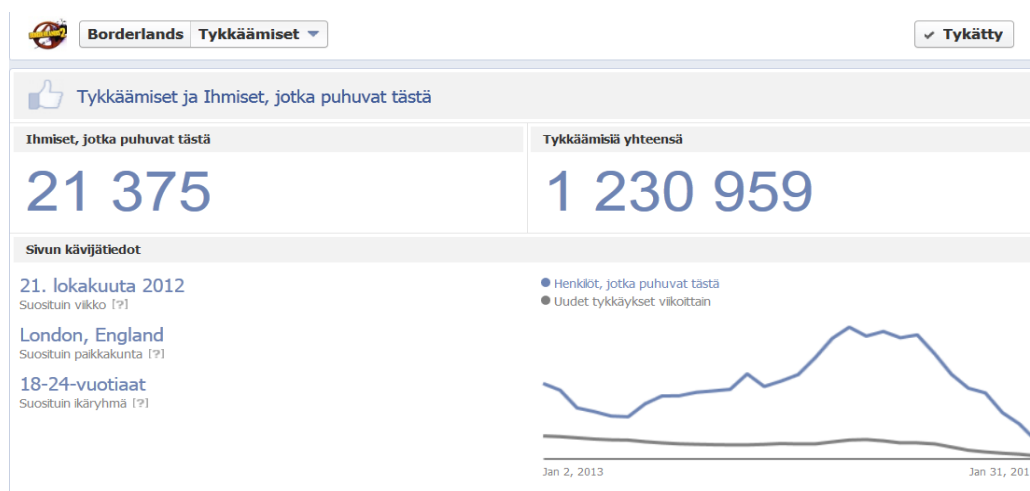 Borderlands Tykkäämiset
Tykätty
Tykkäämiset ja Ihmiset, jotka puhuvat tästä
Ihmiset, jotka puhuvat tästä
21 375
Tykkäämisiä yhteensä
1 230 959
Sivun kävijätiedot
21. lokakuuta 2012
Suosituin viikko [?]
London, England
Suosituin paikkakunta [?]
18-24-vuotiaat
Suosituin ikäryhmä [?]
Henkilöt, jotka puhuvat tästä
Uudet tykkäykset viikoittain
Jan 2, 2013
Jan 31, 201